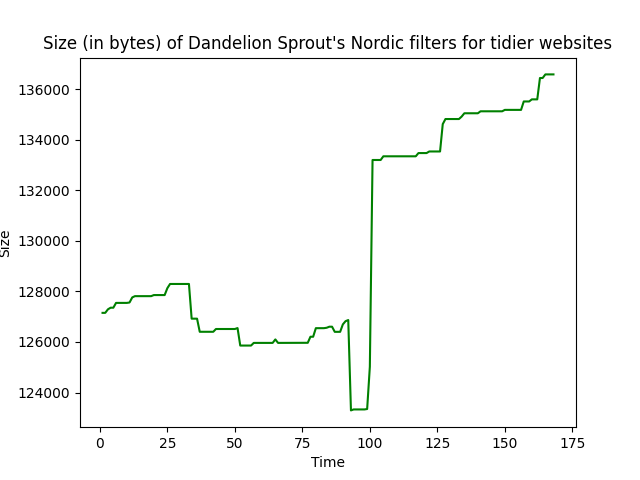 Size (in bytes) of Dandelion Sprout's Nordic filters for tidier websites
136000
134000
132000
130000
128000
126000
124000
Size
0 25 50 75 100 125 150 175
Time